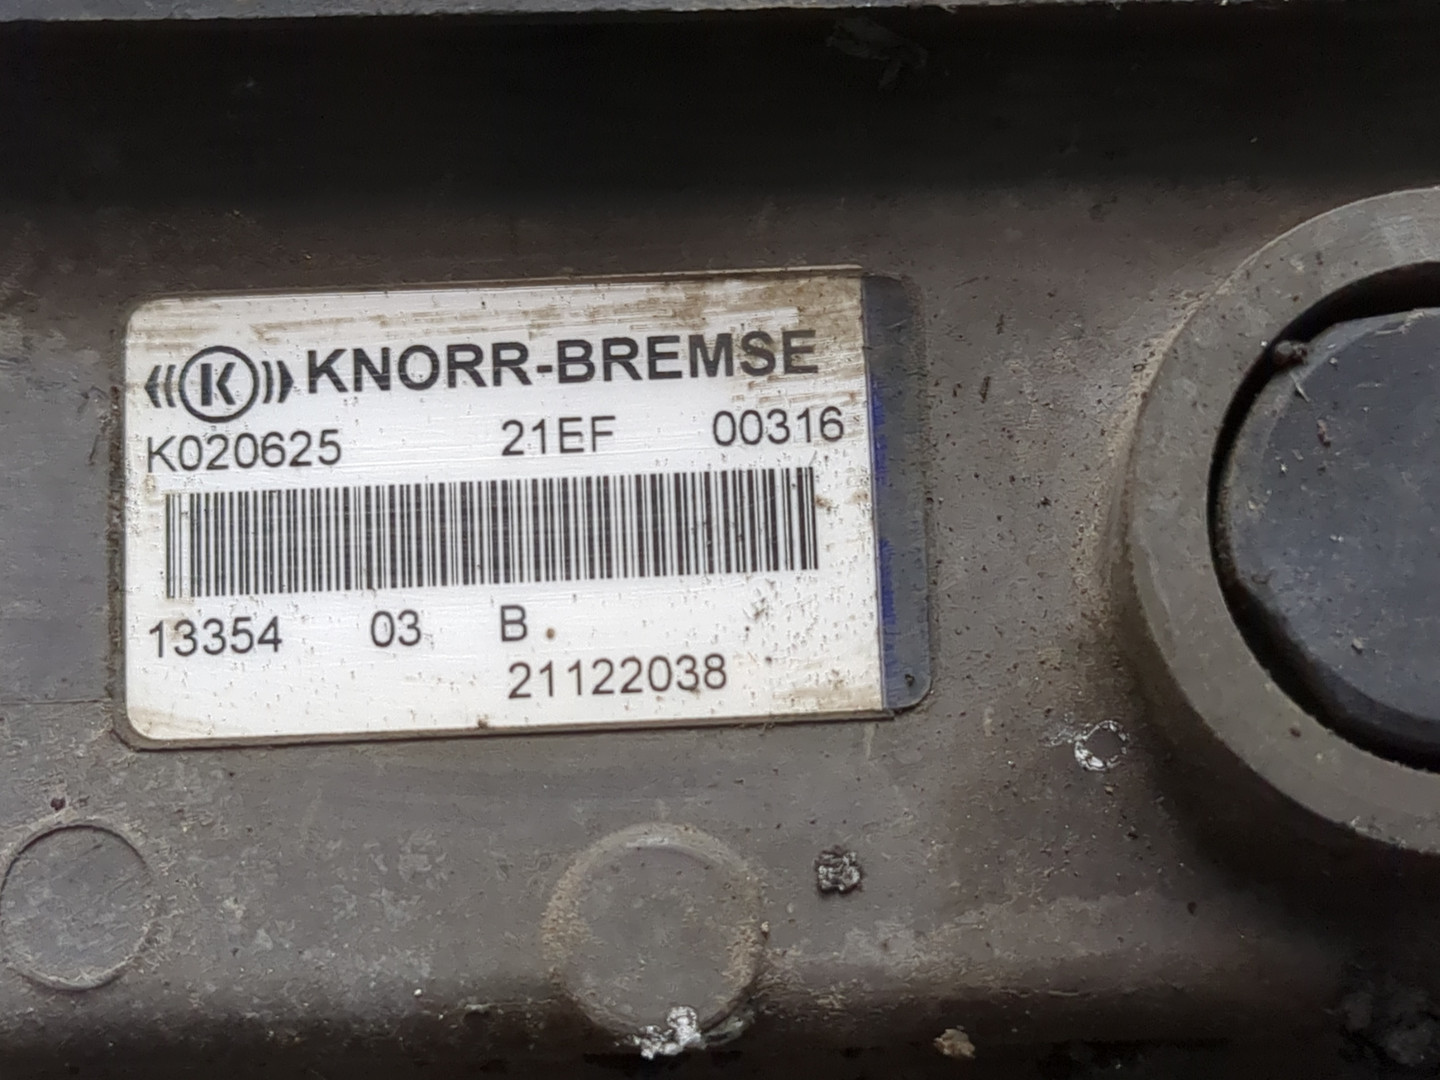 ((K)) KNORR-BREMSE
K020625 21EF 00316
13354 03 B
21122038